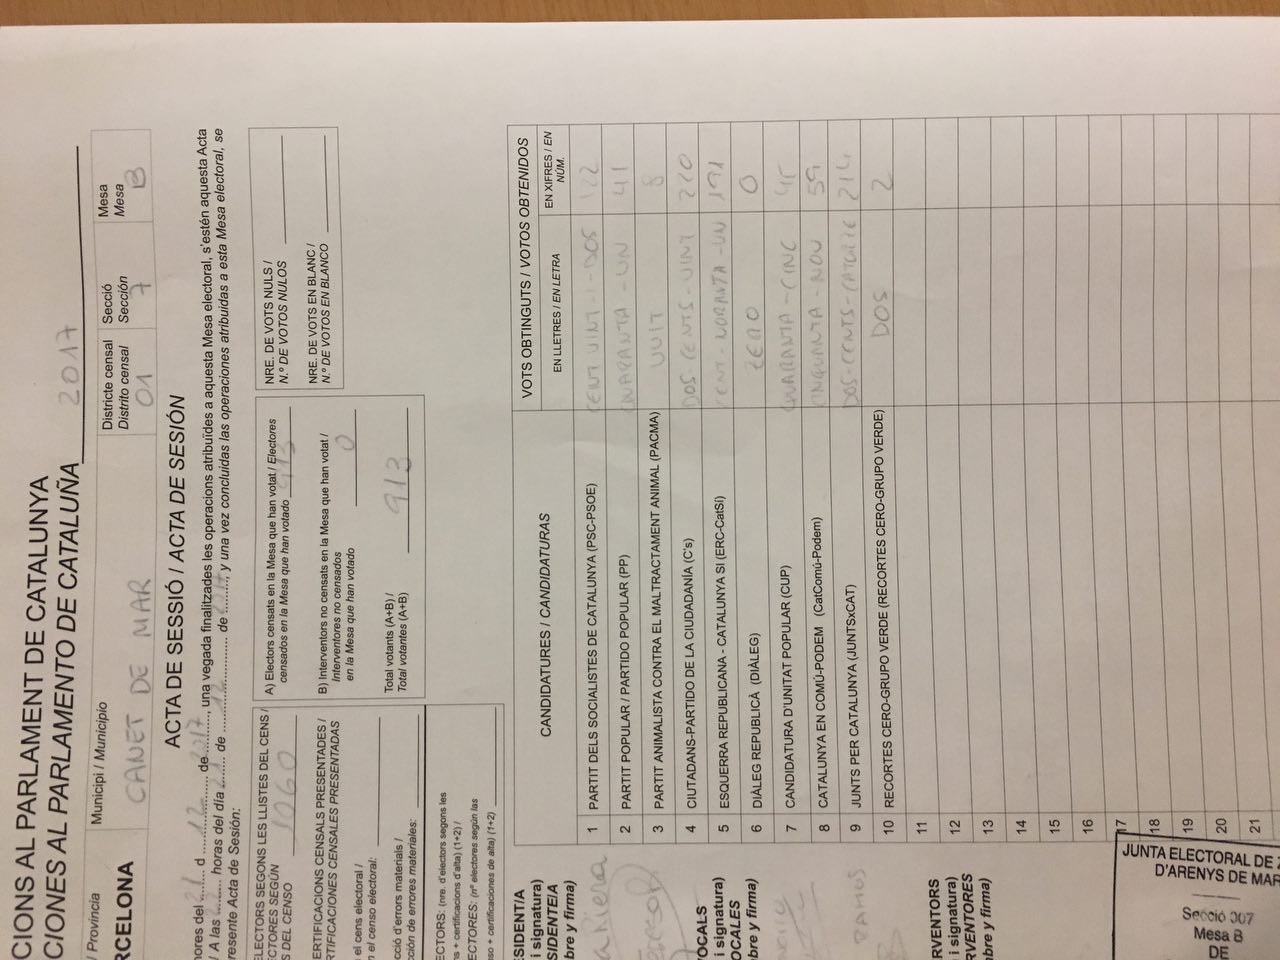 CIONS AL PARLAMENT DE CATALUNYA
CIONES AL PARLAMENTO DE CATALUÑA 2017
/ Provincia
RCELONA
Municipi / Municipio
CANET DE MAR
Districte censal
Distrito censal
01
Secció
Sección
7
Mesa
Mesa
B
ACTA DE SESSIÓ / ACTA DE SESIÓN
hores del 21 d 12 de 2017, una vegada finalitzades les operacions atribuïdes a aquesta Mesa electoral, s'estén aquesta Acta
/ A las ........ horas del día 21 de 12 de 2017, y una vez concluidas las operaciones atribuidas a esta Mesa electoral, se
resente Acta de Sesión:
ELECTORS SEGONS LES LLISTES DEL CENS /
ECTORES SEGÚN
S DEL CENSO 1060
ERTIFICACIONS CENSALS PRESENTADES /
RTIFICACIONES CENSALES PRESENTADAS
n el cens electoral /
n el censo electoral:
cció d'errors materials /
cción de errores materiales:
ECTORS: (nre. d'electors segons les
s + certificacions d'alta) (1+2) /
ECTORES: (nº electores según las
so + certificaciones de alta) (1+2)
A) Electors censats en la Mesa que han votat / Electores
censados en la Mesa que han votado 913
B) Interventors no censats en la Mesa que han votat /
Interventores no censados
en la Mesa que han votado 0
Total votants (A+B) /
Total votantes (A+B) 913
NRE. DE VOTS NULS /
N.º DE VOTOS NULOS
NRE. DE VOTS EN BLANC /
N.º DE VOTOS EN BLANCO
CANDIDATURES / CANDIDATURAS
VOTS OBTINGUTS / VOTOS OBTENIDOS
EN LLETRES / EN LETRA
EN XIFRES / EN
NÚM.
1 PARTIT DELS SOCIALISTES DE CATALUNYA (PSC-PSOE) CENT VINT-I-DOS 122
2 PARTIT POPULAR / PARTIDO POPULAR (PP) QUARANTA-UN 41
3 PARTIT ANIMALISTA CONTRA EL MALTRACTAMENT ANIMAL (PACMA) VUIT 8
4 CIUTADANS-PARTIDO DE LA CIUDADANÍA (C's) DOS CENTS-VINT 220
5 ESQUERRA REPUBLICANA - CATALUNYA SI (ERC-CatSI) CENT-NORANTA-UN 191
6 DIÀLEG REPUBLICÀ (DIÀLEG) ZERO 0
7 CANDIDATURA D'UNITAT POPULAR (CUP) QUARANTA-CINC 45
8 CATALUNYA EN COMÚ-PODEM (CatComú-Podem) CINQUANTA-NOU 59
9 JUNTS PER CATALUNYA (JUNTSxCAT) DOS-CENTS-CATORZE 214
10 RECORTES CERO-GRUPO VERDE (RECORTES CERO-GRUPO VERDE) DOS 2
11
12
13
14
15
16
17
18
19
20
21
SIDENT/A
i signatura)
SIDENTE/A
bre y firma)
VOCALS
i signatura)
OCALES
bre y firma)
RVENTORS
i signatura)
RVENTORES
bre y firma)
JUNTA ELECTORAL DE Z
D'ARENYS DE MAR
Secció 007
Mesa B
DE